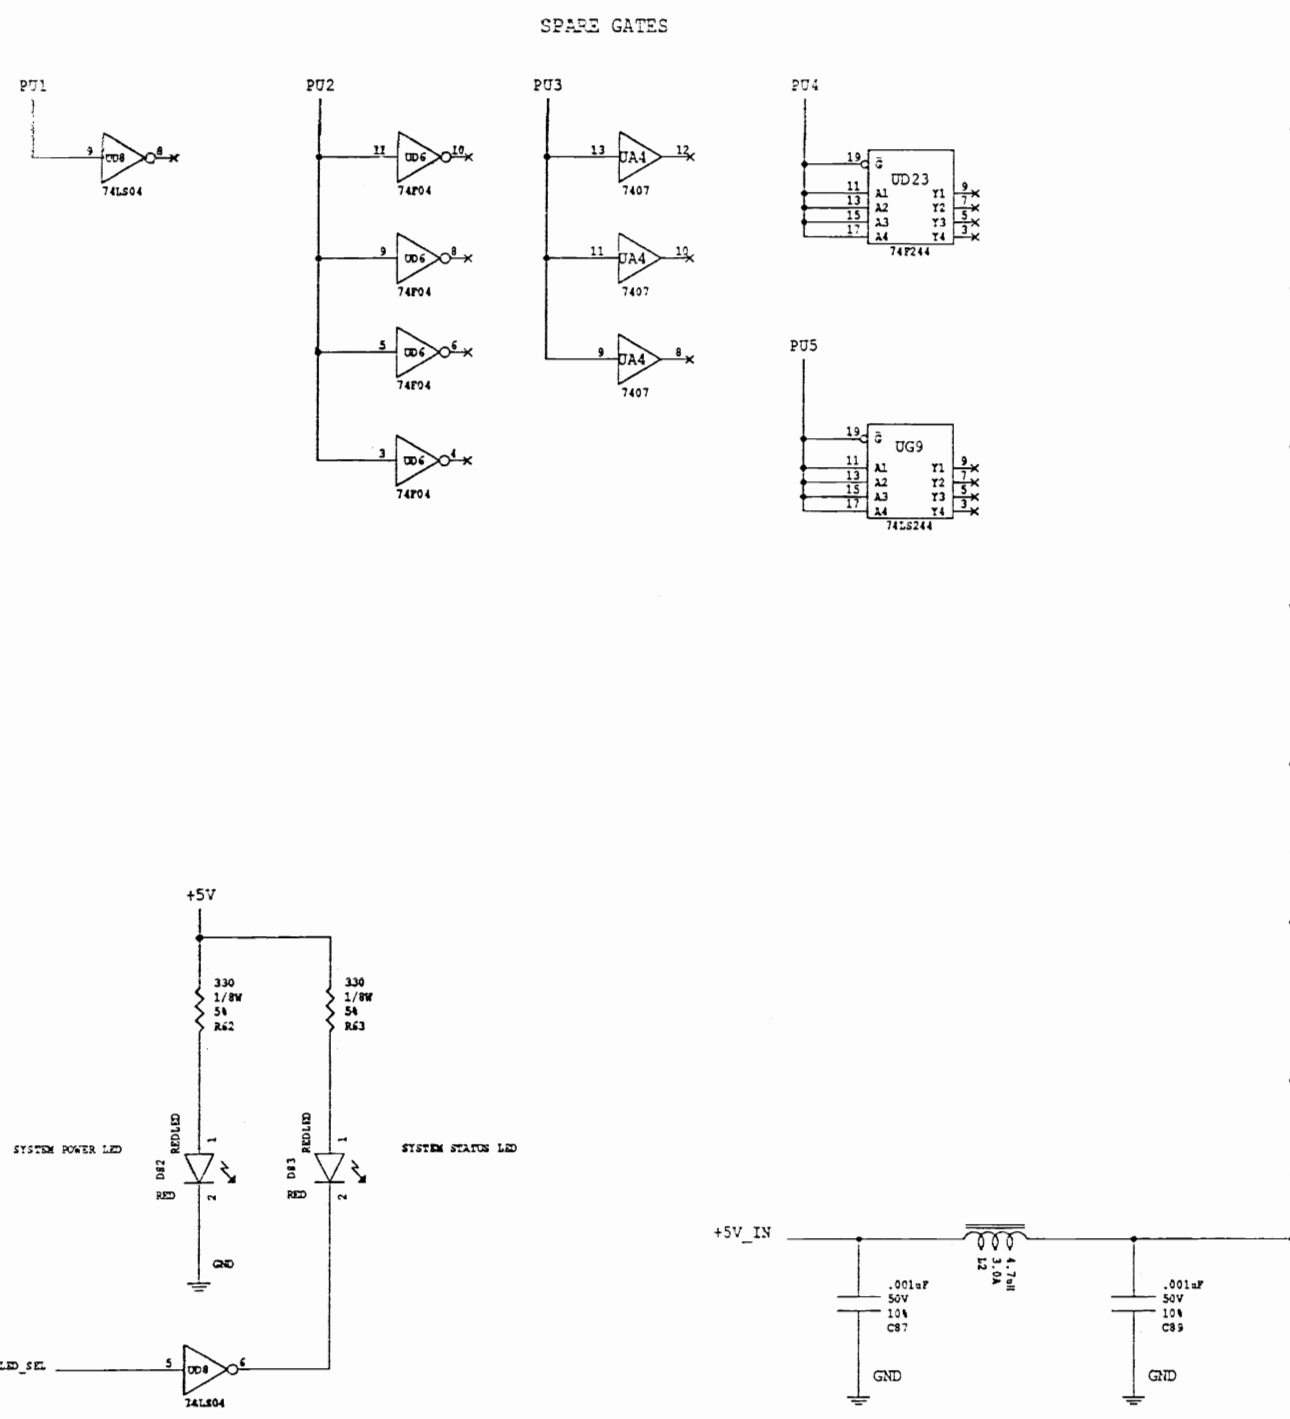 SPARE GATES
PU1
9 UD8 8
74LS04
PU2
11 UD6 10
74F04
9 UD6 8
74F04
5 UD6 6
74F04
3 UD6 4
74F04
PU3
13 UA4 12
7407
11 UA4 10
7407
9 UA4 8
7407
PU4
19 G
UD23
11 A1 Y1 9
13 A2 Y2 7
15 A3 Y3 5
17 A4 Y4 3
74F244
PU5
19 G
UG9
11 A1 Y1 9
13 A2 Y2 7
15 A3 Y3 5
17 A4 Y4 3
74LS244
+5V
330
1/8W
5%
R62
330
1/8W
5%
R63
SYSTEM POWER LED
REDLED
1
D82
RED
2
GND
REDLED
1
D83
RED
2
SYSTEM STATUS LED
LED_SEL
5 UD8 6
74LS04
+5V_IN
4.7uH
3.0A
L2
.001uF
50V
10%
C87
GND
.001uF
50V
10%
C89
GND